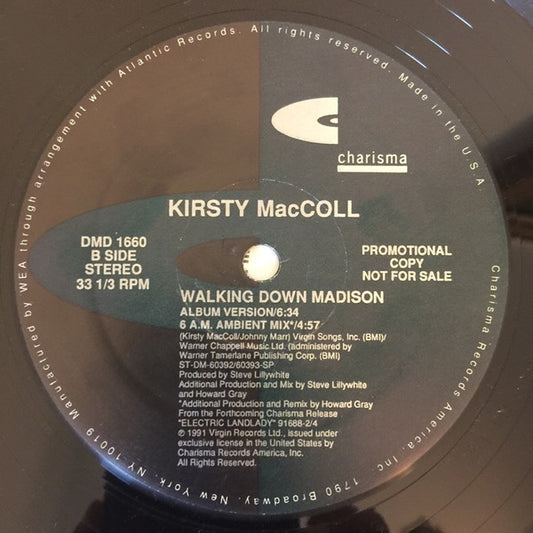 charisma
KIRSTY MacCOLL
DMD 1660
B SIDE
STEREO
33 1/3 RPM
PROMOTIONAL
COPY
NOT FOR SALE
WALKING DOWN MADISON
ALBUM VERSION/6:34
6 A.M. AMBIENT MIX*/4:57
(Kirsty MacColl/Johnny Marr) Virgin Songs, Inc. (BMI)/
Warner Chappell Music Ltd. (administered by
Warner Tamerlane Publishing Corp. (BMI)
ST-DM-60392/60393-SP
Produced by Steve Lillywhite
Additional Production and Mix by Steve Lillywhite
and Howard Gray
*Additional Production and Remix by Howard Gray
From the Forthcoming Charisma Release
"ELECTRIC LANDLADY" 91688-2/4
℗ 1991 Virgin Records Ltd., issued under
exclusive license in the United States by
Charisma Records America, Inc.
All Rights Reserved.
Charisma Records America, Inc. 1790 Broadway, New York, NY. 10019 Manufactured by WEA through arrangement with Atlantic Records. All rights reserved. Made in the U.S.A.